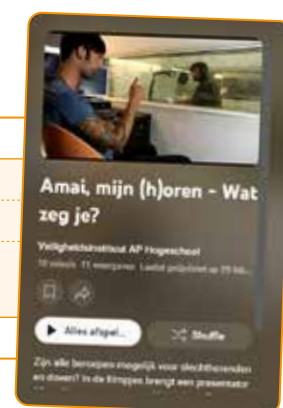 Amai, mijn (h)oren - Wat
zeg je?
Veiligheidsinstituut AP Hogeschool
Alles afspel...
Shuffle
Zijn alle beroepen mogelijk voor slechthorenden
en doven? In de filmpjes brengt een presentator